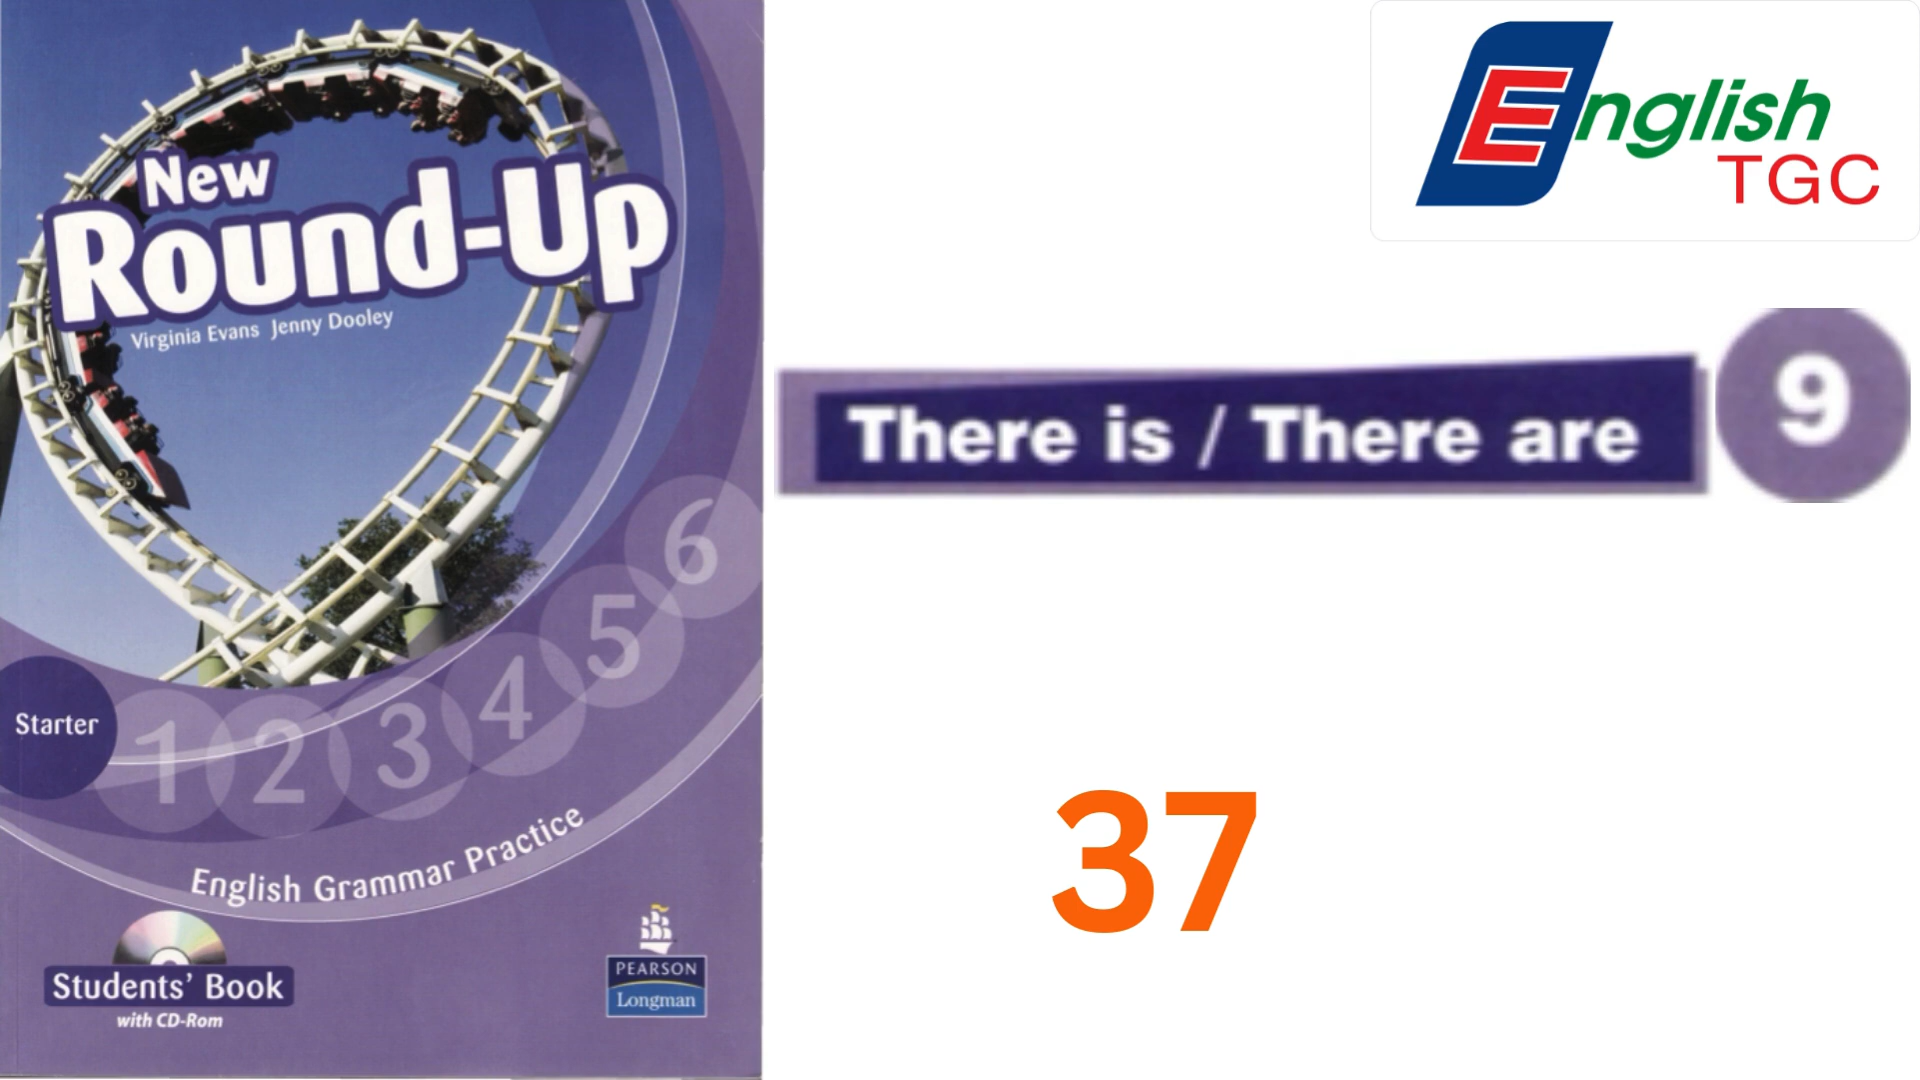 New
Round-Up
Virginia Evans Jenny Dooley
Starter
1 2 3 4 5 6
English Grammar Practice
Students' Book
with CD-Rom
PEARSON
Longman
English
TGC
There is / There are
9
37